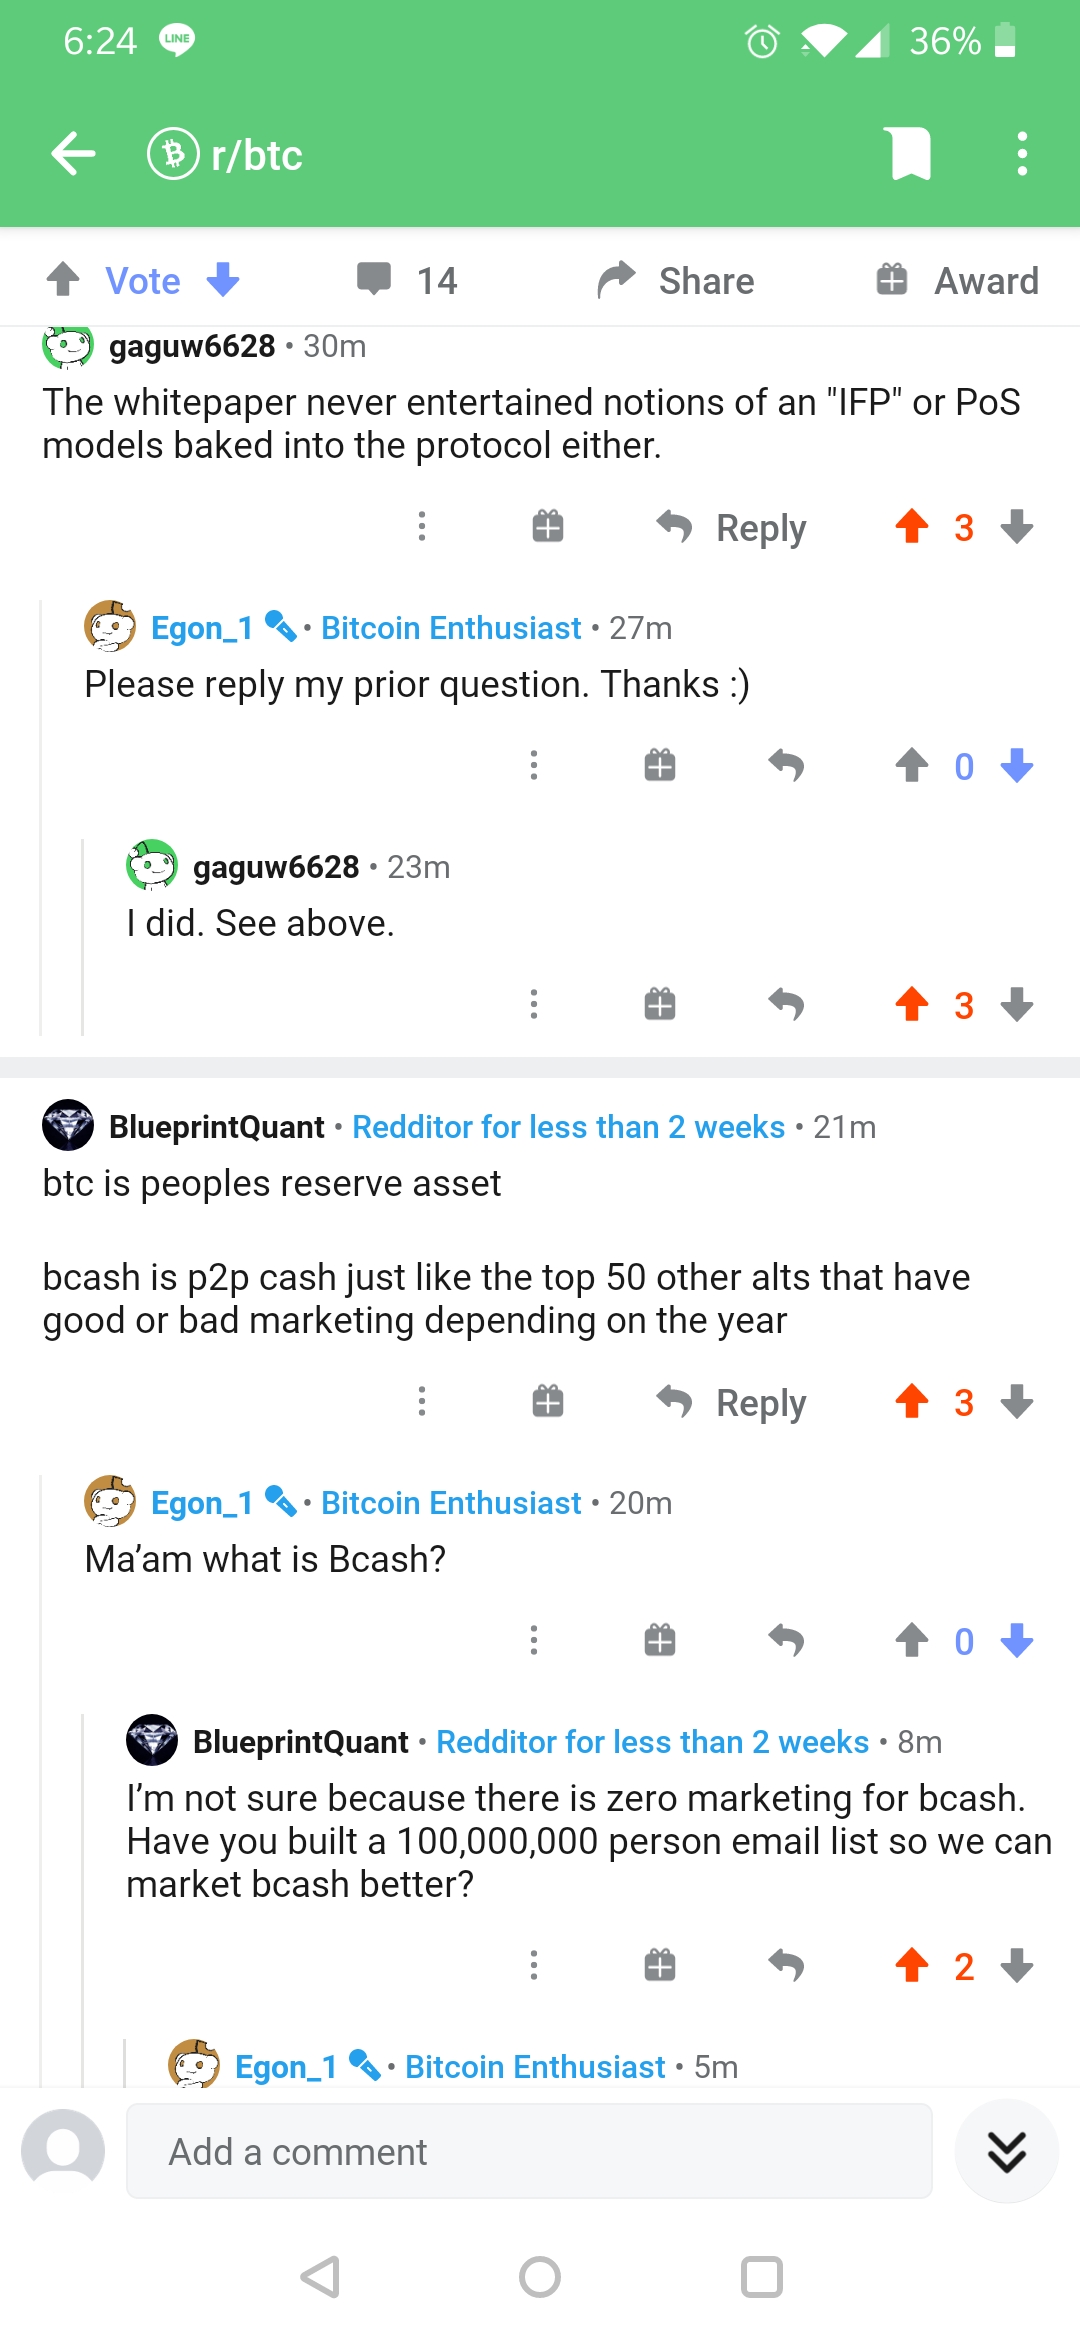 6:24 LINE 36%
r/btc
Vote 14 Share Award
gaguw6628 • 30m
The whitepaper never entertained notions of an "IFP" or PoS
models baked into the protocol either.
Reply 3
Egon_1 • Bitcoin Enthusiast • 27m
Please reply my prior question. Thanks :)
0
gaguw6628 • 23m
I did. See above.
3
BlueprintQuant • Redditor for less than 2 weeks • 21m
btc is peoples reserve asset
bcash is p2p cash just like the top 50 other alts that have
good or bad marketing depending on the year
Reply 3
Egon_1 • Bitcoin Enthusiast • 20m
Ma’am what is Bcash?
0
BlueprintQuant • Redditor for less than 2 weeks • 8m
I’m not sure because there is zero marketing for bcash.
Have you built a 100,000,000 person email list so we can
market bcash better?
2
Egon_1 • Bitcoin Enthusiast • 5m
Add a comment